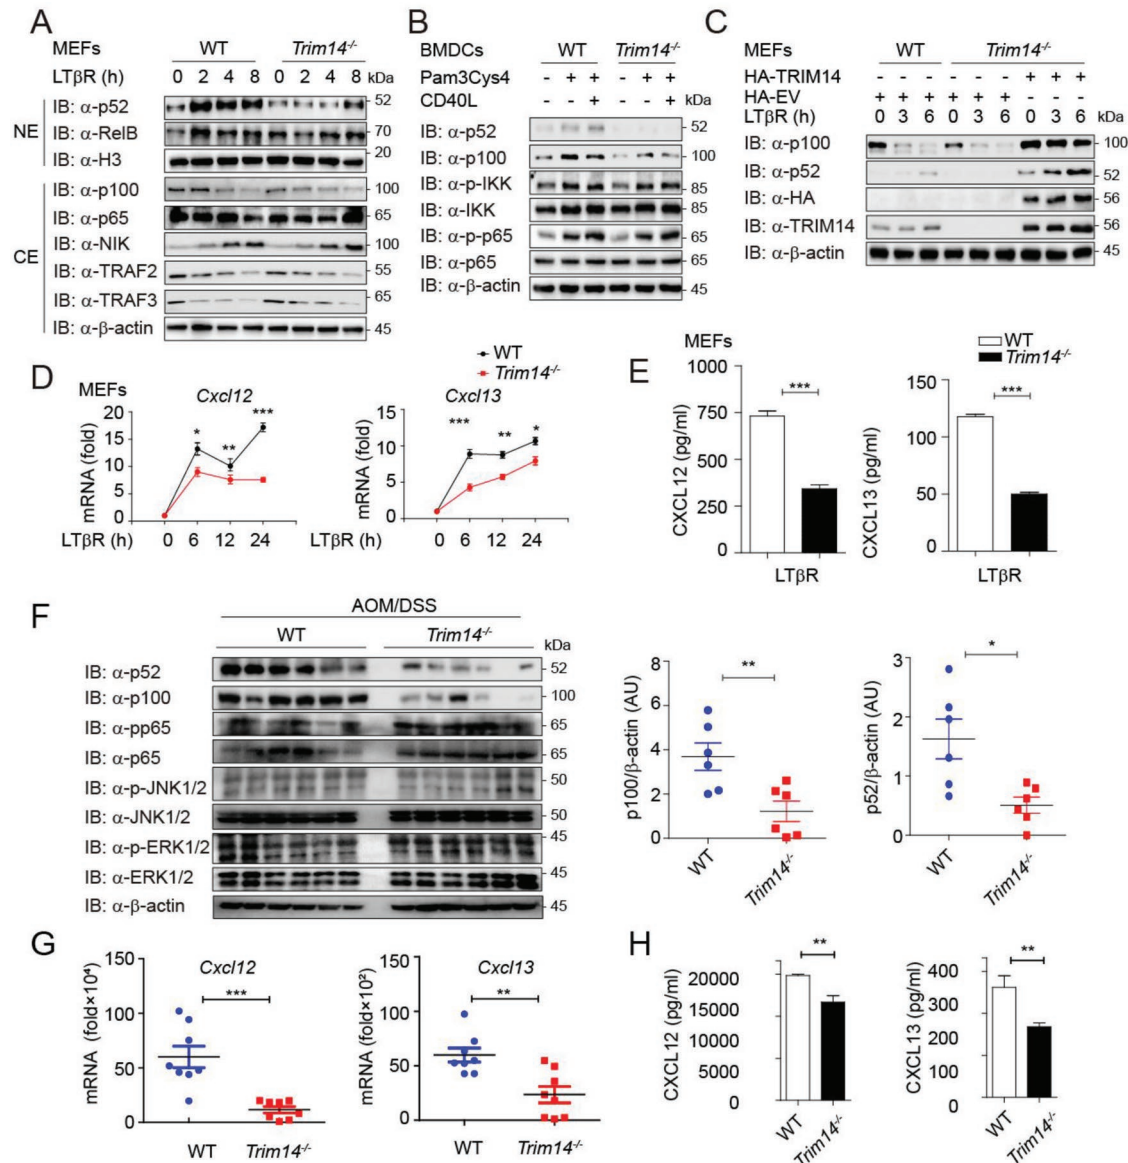 A
MEFs WT Trim14-/-
LTβR (h) 0 2 4 8 0 2 4 8 kDa
NE
IB: α-p52 52
IB: α-RelB 70
IB: α-H3 20
CE
IB: α-p100 100
IB: α-p65 65
IB: α-NIK 100
IB: α-TRAF2 55
IB: α-TRAF3 65
IB: α-β-actin 45
B
BMDCs WT Trim14-/-
Pam3Cys4 - + + - + +
CD40L - - + - - + kDa
IB: α-p52 52
IB: α-p100 100
IB: α-p-IKK 85
IB: α-IKK 85
IB: α-p-p65 65
IB: α-p65 65
IB: α-β-actin 45
C
MEFs WT Trim14-/-
HA-TRIM14 - - - - - - + + +
HA-EV + + + + + + - - -
LTβR (h) 0 3 6 0 3 6 0 3 6 kDa
IB: α-p100 100
IB: α-p52 52
IB: α-HA 56
IB: α-TRIM14 56
IB: α-β-actin 45
D
MEFs
WT
Trim14-/-
Cxcl12
mRNA (fold)
20
15
10
5
0
* ** ***
LTβR (h) 0 6 12 24
Cxcl13
mRNA (fold)
15
10
5
0
*** ** *
LTβR (h) 0 6 12 24
E
MEFs
WT
Trim14-/-
CXCL12 (pg/ml)
1000
750
500
250
0
***
LTβR
CXCL13 (pg/ml)
150
100
50
0
***
LTβR
F
AOM/DSS
WT Trim14-/- kDa
IB: α-p52 52
IB: α-p100 100
IB: α-pp65 65
IB: α-p65 65
IB: α-p-JNK1/2 50
IB: α-JNK1/2 50
IB: α-p-ERK1/2 45
IB: α-ERK1/2 45
IB: α-β-actin 45
p100/β-actin (AU)
8
6
4
2
0
**
WT Trim14-/-
p52/β-actin (AU)
3
2
1
0
*
WT Trim14-/-
G
Cxcl12
mRNA (fold×10⁴)
150
100
50
0
***
WT Trim14-/-
Cxcl13
mRNA (fold×10²)
150
100
50
0
**
WT Trim14-/-
H
CXCL12 (pg/ml)
20000
15000
10000
5000
0
**
WT Trim14-/-
CXCL13 (pg/ml)
400
300
200
100
0
**
WT Trim14-/-